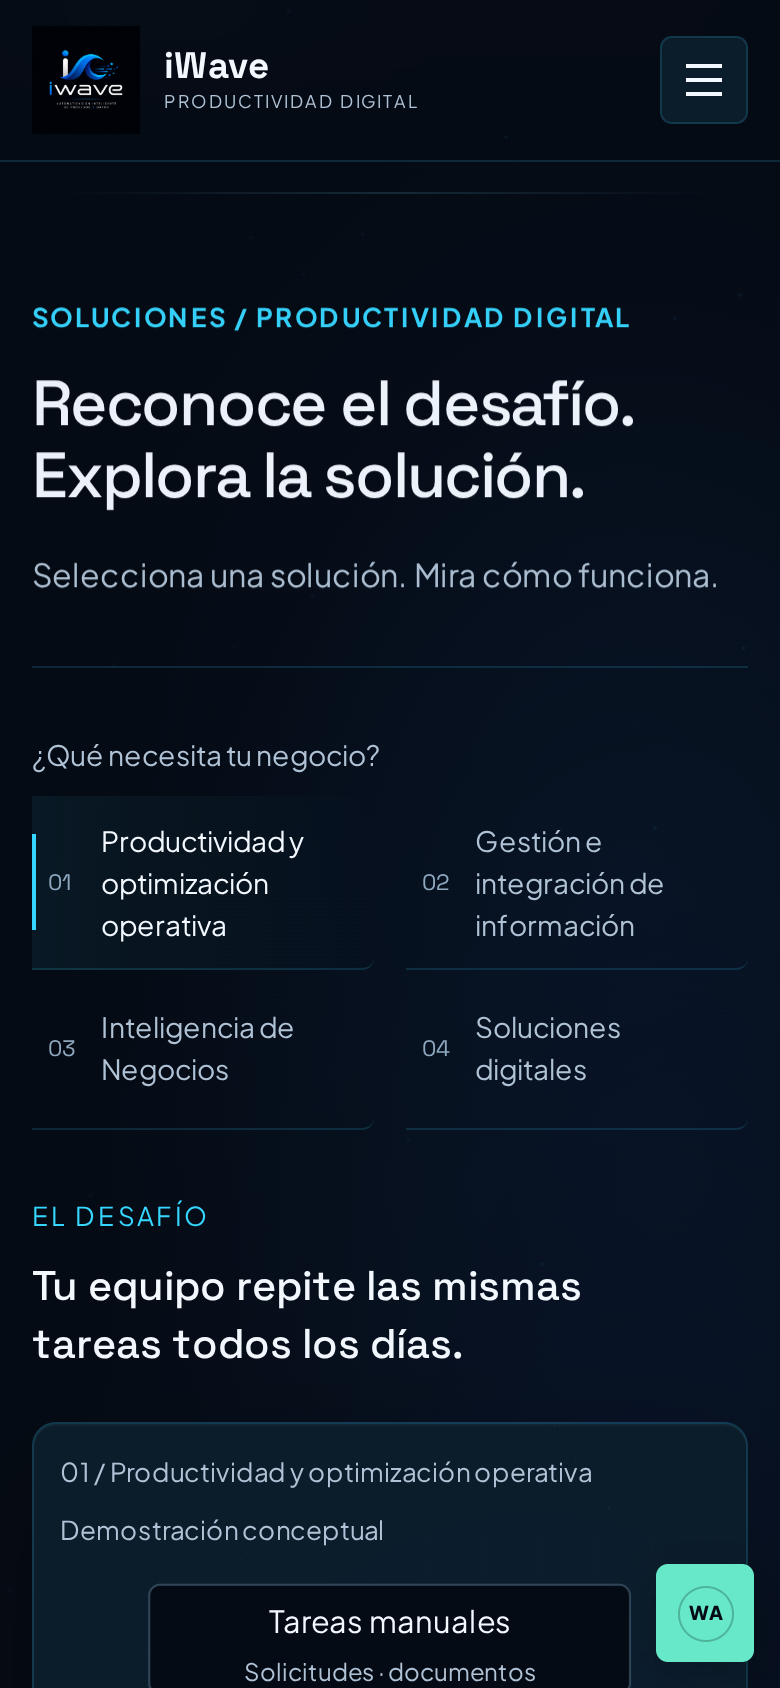 iwave
iWave
PRODUCTIVIDAD DIGITAL
SOLUCIONES / PRODUCTIVIDAD DIGITAL
Reconoce el desafío.
Explora la solución.
Selecciona una solución. Mira cómo funciona.
¿Qué necesita tu negocio?
01
Productividad y
optimización
operativa
02
Gestión e
integración de
información
03
Inteligencia de
Negocios
04
Soluciones
digitales
EL DESAFÍO
Tu equipo repite las mismas
tareas todos los días.
01 / Productividad y optimización operativa
Demostración conceptual
Tareas manuales
Solicitudes · documentos
WA